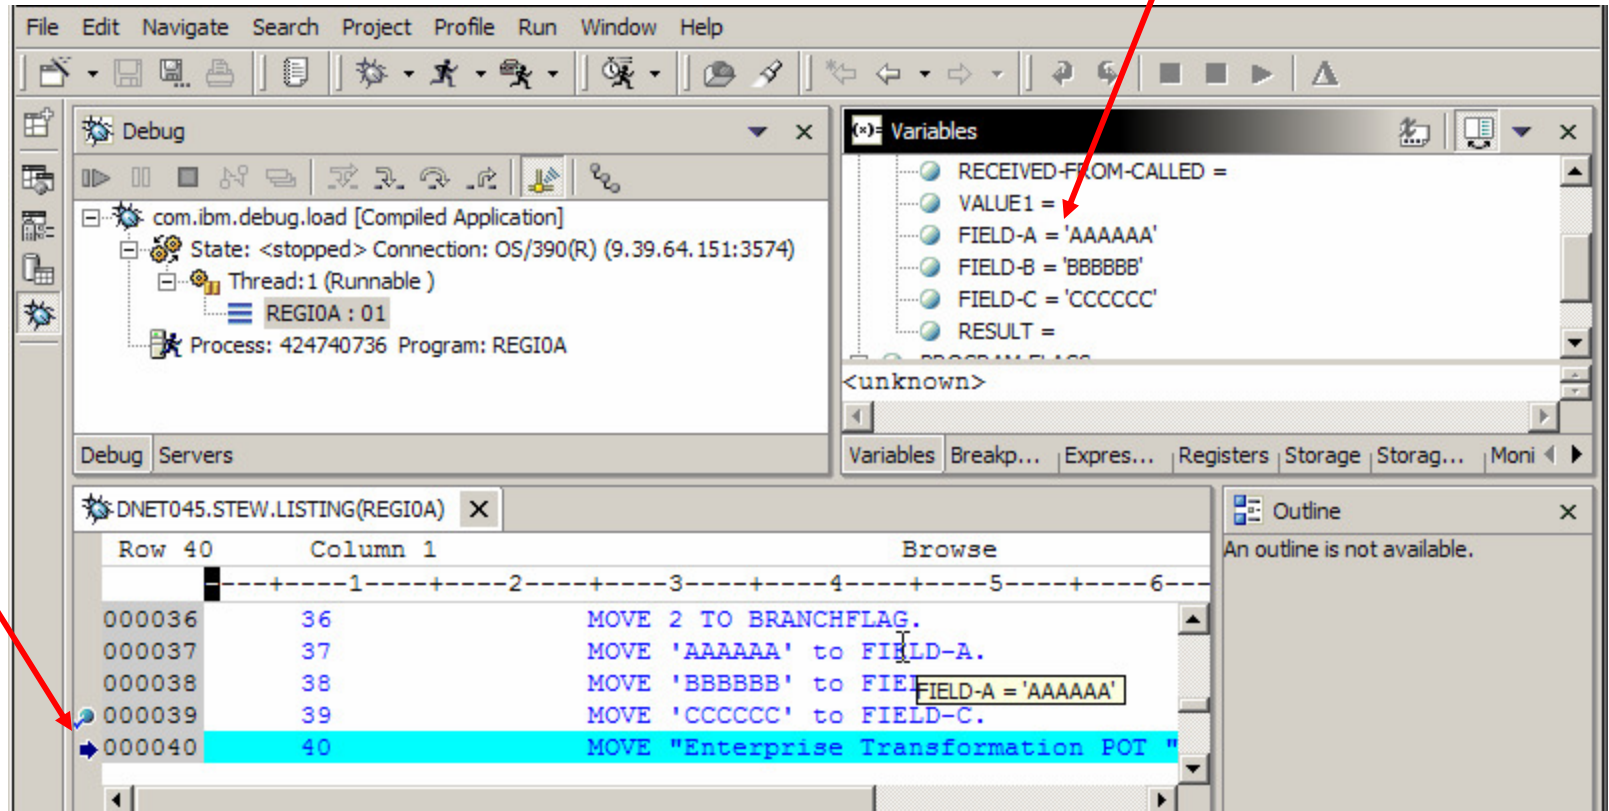 File Edit Navigate Search Project Profile Run Window Help
Debug
com.ibm.debug.load [Compiled Application]
State: <stopped> Connection: OS/390(R) (9.39.64.151:3574)
Thread:1 (Runnable )
REGI0A : 01
Process: 424740736 Program: REGI0A
Debug Servers
(x)= Variables
RECEIVED-FROM-CALLED =
VALUE1 =
FIELD-A = 'AAAAAA'
FIELD-B = 'BBBBBB'
FIELD-C = 'CCCCCC'
RESULT =
PROGRAM-FLAGS
<unknown>
Variables Breakp... Expres... Registers Storage Storag... Moni
DNET045.STEW.LISTING(REGI0A)
Row 40 Column 1 Browse
----+----1----+----2----+----3----+----4----+----5----+----6---
000036 36 MOVE 2 TO BRANCHFLAG.
000037 37 MOVE 'AAAAAA' to FIELD-A.
000038 38 MOVE 'BBBBBB' to
FIELD-A = 'AAAAAA'
000039 39 MOVE 'CCCCCC' to FIELD-C.
000040 40 MOVE "Enterprise Transformation POT "
Outline
An outline is not available.